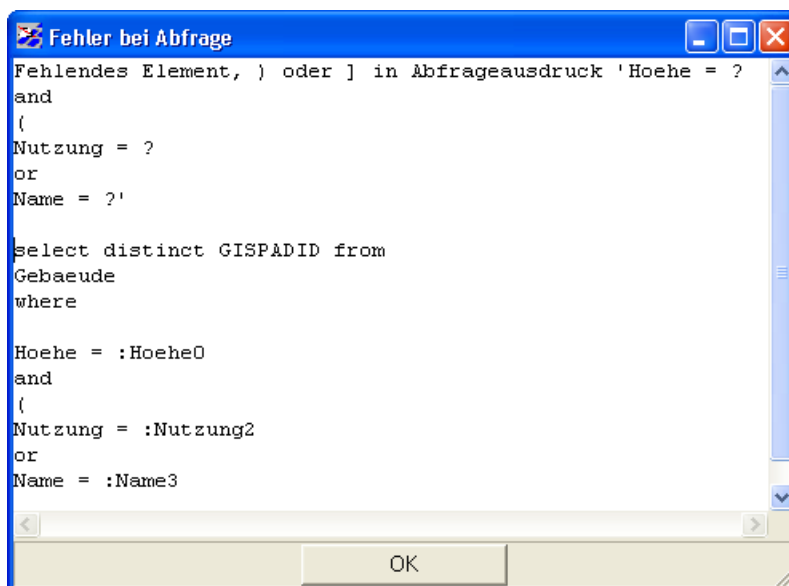 Fehler bei Abfrage
Fehlendes Element, ) oder ] in Abfrageausdruck 'Hoehe = ?
and
(
Nutzung = ?
or
Name = ?'
select distinct GISPADID from
Gebaeude
where
Hoehe = :Hoehe0
and
(
Nutzung = :Nutzung2
or
Name = :Name3
OK